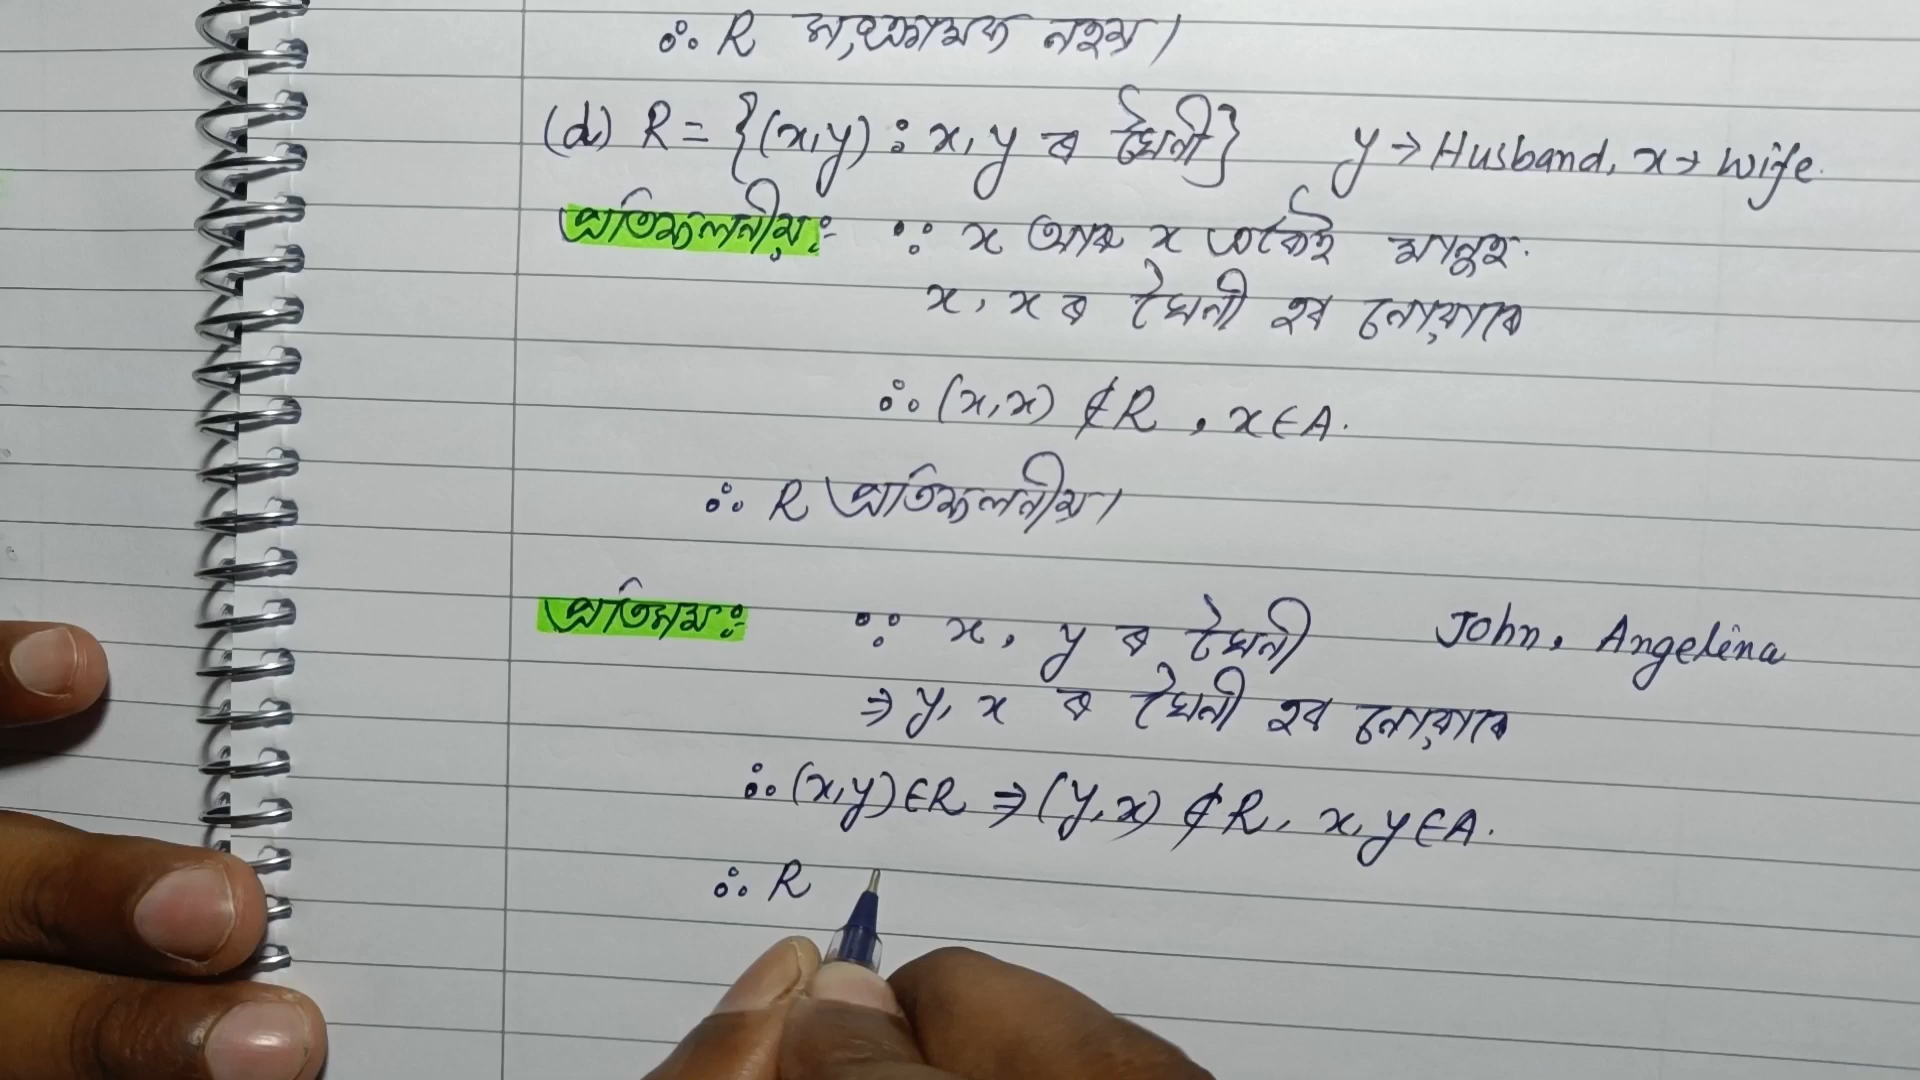 ∴ R সংক্ৰামক নহয়।
(d) R = {(x,y) : x, y ৰ ঘৈণী} y → Husband, x → wife.
প্ৰতিফলনীয়ঃ ∵ x আৰু x একেই মানুহ.
x, x ৰ ঘৈণী হব নোৱাৰে
∴ (x,x) ∉ R , x ∈ A.
∴ R প্ৰতিফলনীয়।
প্ৰতিসমঃ ∵ x, y ৰ ঘৈণী John, Angelina
⇒ y, x ৰ ঘৈণী হব নোৱাৰে
∴ (x,y) ∈ R ⇒ (y,x) ∉ R, x, y ∈ A.
∴ R